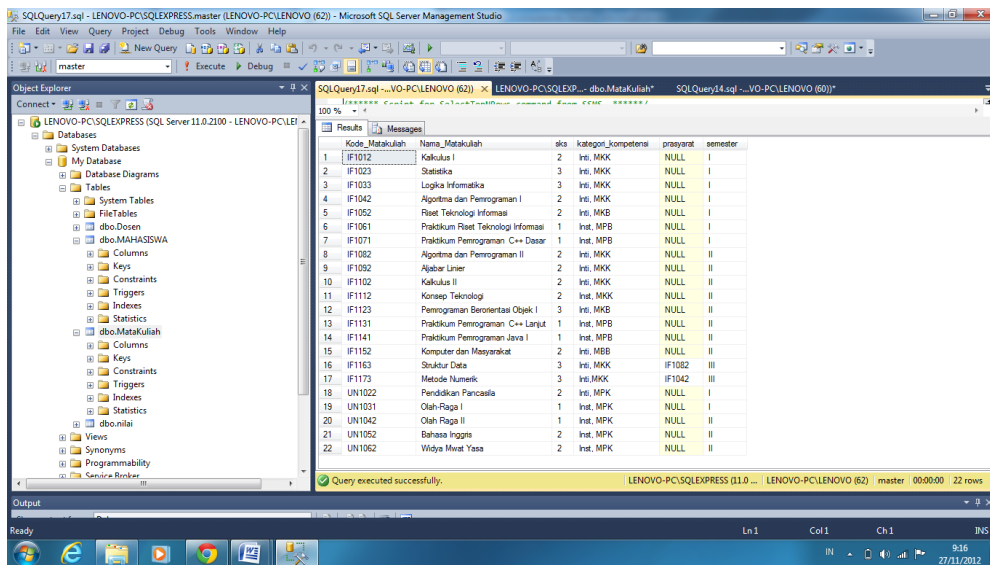 SQLQuery17.sql - LENOVO-PC\SQLEXPRESS.master (LENOVO-PC\LENOVO (62)) - Microsoft SQL Server Management Studio
File Edit View Query Project Debug Tools Window Help
New Query
master Execute Debug
Object Explorer
Connect
LENOVO-PC\SQLEXPRESS (SQL Server 11.0.2100 - LENOVO-PC\LEI
Databases
System Databases
My Database
Database Diagrams
Tables
System Tables
FileTables
dbo.Dosen
dbo.MAHASISWA
Columns
Keys
Constraints
Triggers
Indexes
Statistics
dbo.MataKuliah
Columns
Keys
Constraints
Triggers
Indexes
Statistics
dbo.nilai
Views
Synonyms
Programmability
Service Broker
SQLQuery17.sql -...VO-PC\LENOVO (62)) LENOVO-PC\SQLEXP...- dbo.MataKuliah* SQLQuery14.sql -...VO-PC\LENOVO (60))*
/****** Script for SelectTopNRows command from SSMS ******/
100 %
Results Messages
Kode_Matakuliah Nama_Matakuliah sks kategori_kompetensi prasyarat semester
1 IF1012 Kalkulus I 2 Inti, MKK NULL I
2 IF1023 Statistika 3 Inti, MKK NULL I
3 IF1033 Logika Informatika 3 Inti, MKK NULL I
4 IF1042 Algoritma dan Pemrograman I 2 Inti, MKK NULL I
5 IF1052 Riset Teknologi Informasi 2 Inti, MKB NULL I
6 IF1061 Praktikum Riset Teknologi Informasi 1 Inst, MPB NULL I
7 IF1071 Praktikum Pemrograman C++ Dasar 1 Inst, MPB NULL I
8 IF1082 Algoritma dan Pemrograman II 2 Inti, MKK NULL II
9 IF1092 Aljabar Linier 2 Inti, MKK NULL II
10 IF1102 Kalkulus II 2 Inti, MKK NULL II
11 IF1112 Konsep Teknologi 2 Inst, MKK NULL II
12 IF1123 Pemrograman Berorientasi Objek I 3 Inti, MKB NULL II
13 IF1131 Praktikum Pemrograman C++ Lanjut 1 Inst, MPB NULL II
14 IF1141 Praktikum Pemrograman Java I 1 Inst, MPB NULL II
15 IF1152 Komputer dan Masyarakat 2 Inti, MBB NULL II
16 IF1163 Struktur Data 3 Inti, MKK IF1082 III
17 IF1173 Metode Numerik 3 Inti,MKK IF1042 III
18 UN1022 Pendidikan Pancasila 2 Inti, MPK NULL I
19 UN1031 Olah-Raga I 1 Inst, MPK NULL I
20 UN1042 Olah Raga II 1 Inst, MPK NULL II
21 UN1052 Bahasa Inggris 2 Inst, MPK NULL II
22 UN1062 Widya Mwat Yasa 2 Inst, MPK NULL II
Query executed successfully. LENOVO-PC\SQLEXPRESS (11.0 ... LENOVO-PC\LENOVO (62) master 00:00:00 22 rows
Output
Ready Ln 1 Col 1 Ch 1 INS
IN 9:16
27/11/2012